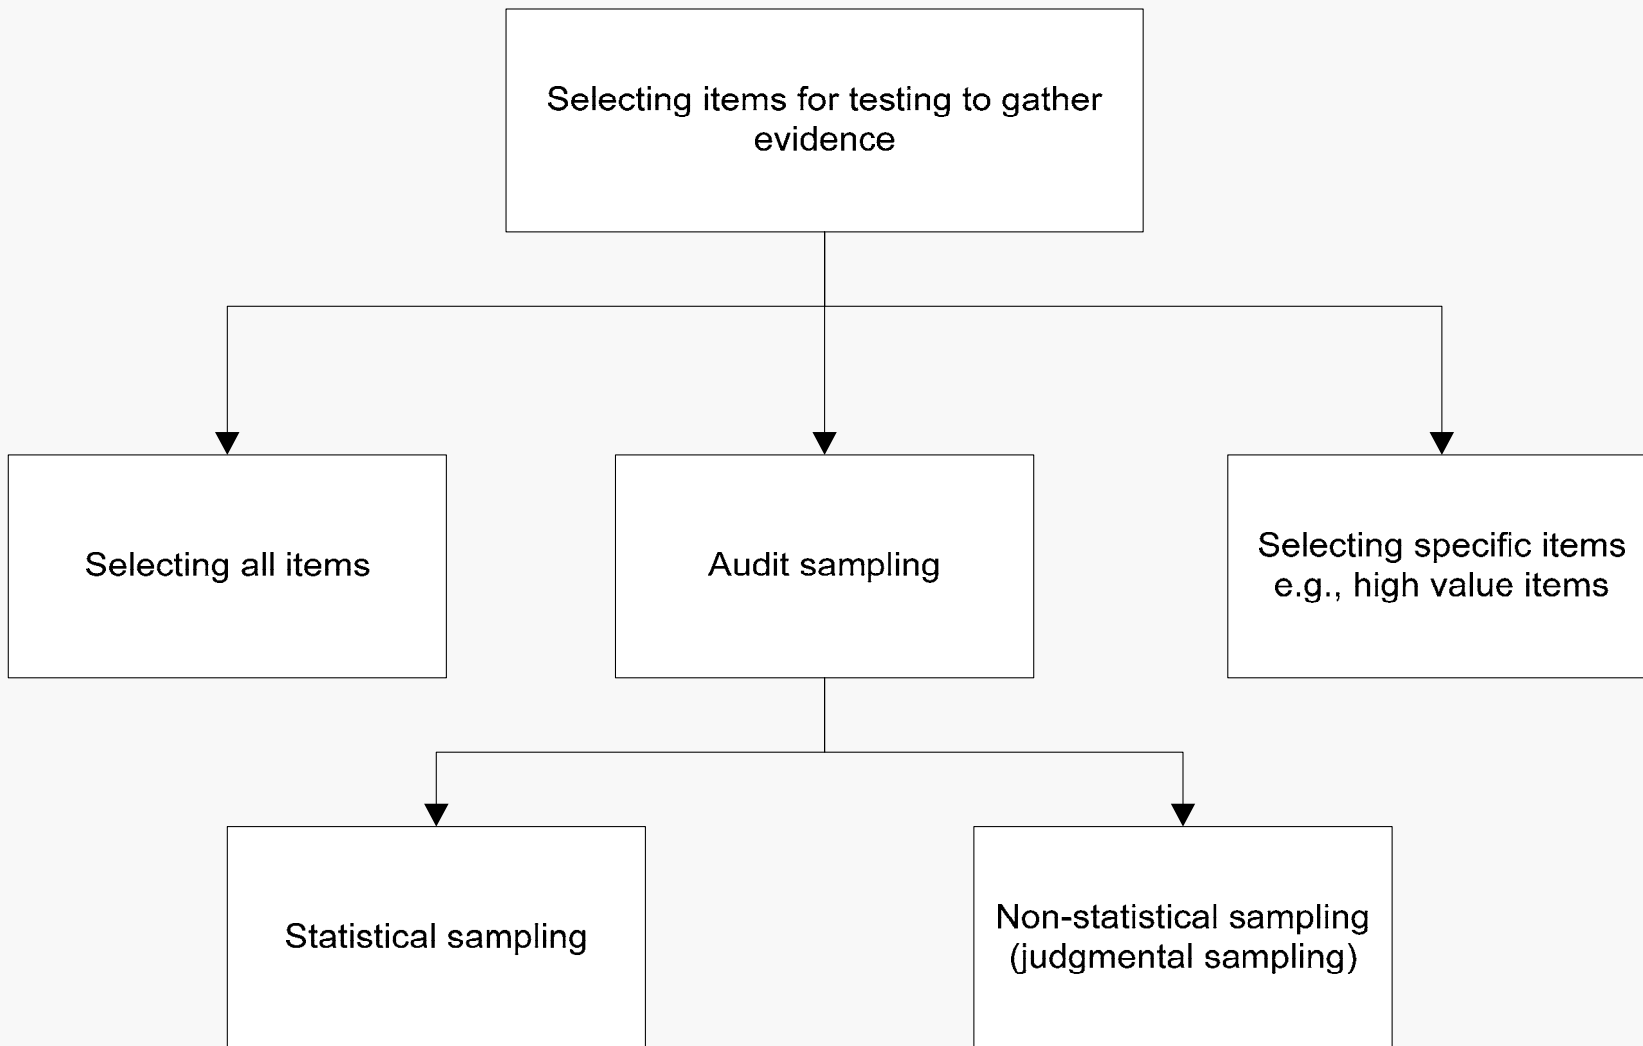 Selecting items for testing to gather
evidence
Selecting all items
Audit sampling
Selecting specific items
e.g., high value items
Statistical sampling
Non-statistical sampling
(judgmental sampling)